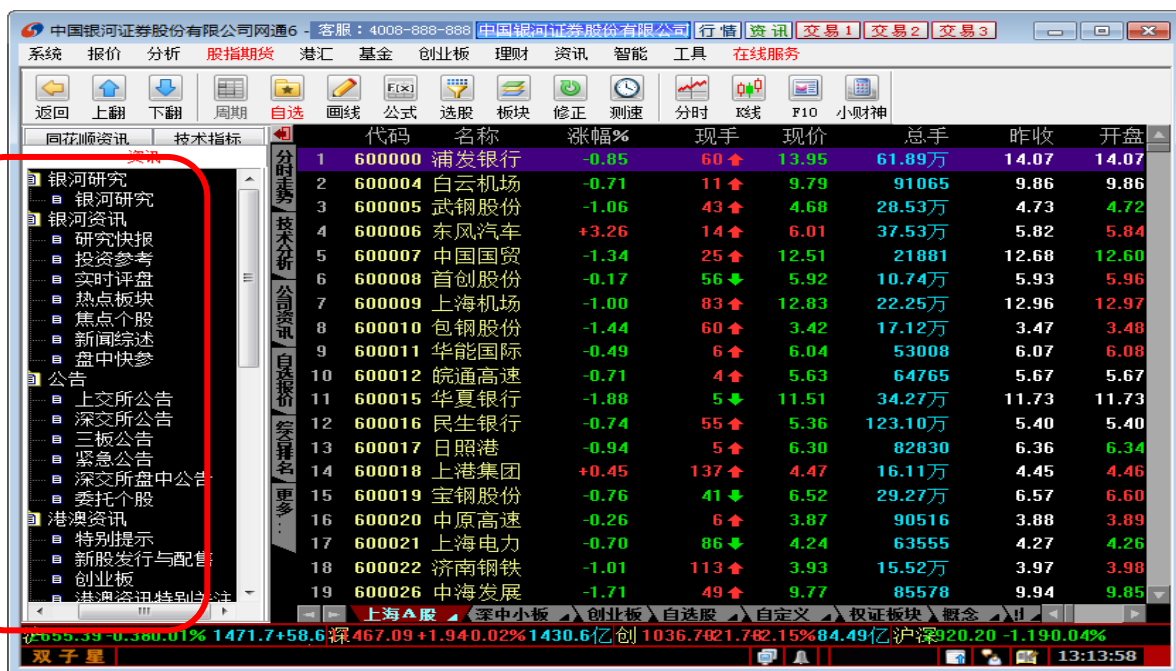 中国银河证券股份有限公司网通6 - 客服：4008-888-888 中国银河证券股份有限公司 行情 资讯 交易1 交易2 交易3
系统 报价 分析 股指期货 港汇 基金 创业板 理财 资讯 智能 工具 在线服务
返回 上翻 下翻 周期 自选 画线 F(x) 公式 选股 板块 修正 测速 分时 K线 F10 小财神
同花顺资讯 技术指标
资讯
银河研究
银河研究
银河资讯
研究快报
投资参考
实时评盘
热点板块
焦点个股
新闻综述
盘中快参
公告
上交所公告
深交所公告
三板公告
紧急公告
深交所盘中公告
委托个股
港澳资讯
特别提示
新股发行与配售
创业板
港澳资讯特别关注
分时走势
技术分析
公司资讯
自选报价
综合排名
更多..
代码 名称 涨幅% 现手 现价 总手 昨收 开盘
1 600000 浦发银行 -0.85 60 13.95 61.89万 14.07 14.07
2 600004 白云机场 -0.71 11 9.79 91065 9.86 9.86
3 600005 武钢股份 -1.06 43 4.68 28.53万 4.73 4.72
4 600006 东风汽车 +3.26 14 6.01 37.53万 5.82 5.84
5 600007 中国国贸 -1.34 25 12.51 21881 12.68 12.60
6 600008 首创股份 -0.17 56 5.92 10.74万 5.93 5.96
7 600009 上海机场 -1.00 83 12.83 22.25万 12.96 12.97
8 600010 包钢股份 -1.44 60 3.42 17.12万 3.47 3.48
9 600011 华能国际 -0.49 6 6.04 53008 6.07 6.08
10 600012 皖通高速 -0.71 4 5.63 64765 5.67 5.67
11 600015 华夏银行 -1.88 5 11.51 34.27万 11.73 11.73
12 600016 民生银行 -0.74 55 5.36 123.10万 5.40 5.40
13 600017 日照港 -0.94 5 6.30 82830 6.36 6.34
14 600018 上港集团 +0.45 137 4.47 16.11万 4.45 4.46
15 600019 宝钢股份 -0.76 41 6.52 29.27万 6.57 6.60
16 600020 中原高速 -0.26 6 3.87 90516 3.88 3.89
17 600021 上海电力 -0.70 86 4.24 63555 4.27 4.26
18 600022 济南钢铁 -1.01 113 3.93 15.52万 3.97 3.98
19 600026 中海发展 -1.71 49 9.77 85578 9.94 9.85
上海A股 深中小板 创业板 自选股 自定义 权证板块 概念
沪2655.39 -0.380.01% 1471.7+58.6 深467.09 +1.940.02%1430.6亿 创1036.7 2.15%84.49亿 沪深 920.20 -1.190.04%
双子星 13:13:58